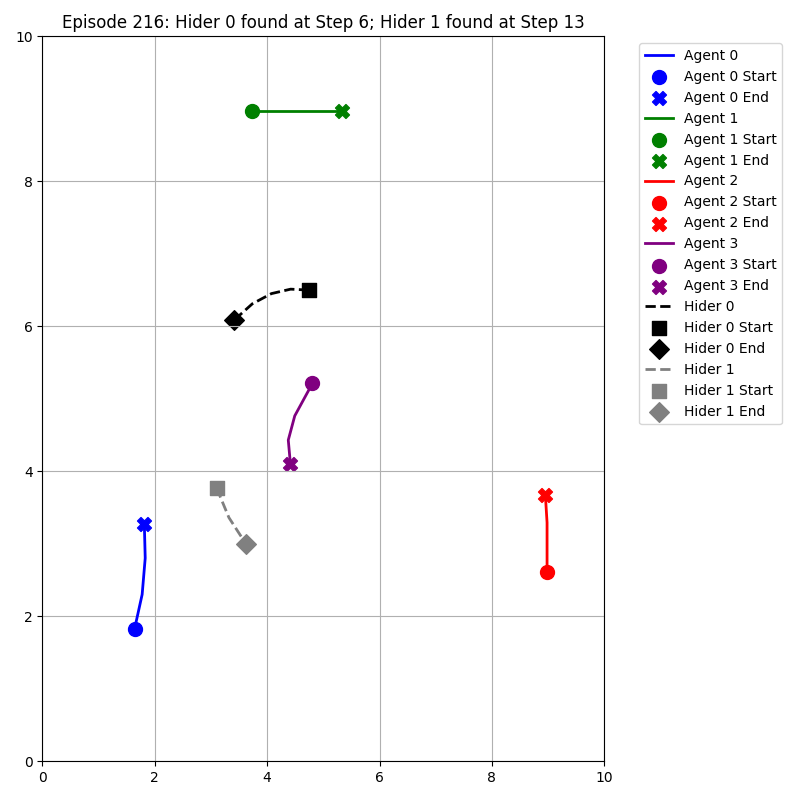 Episode 216: Hider 0 found at Step 6; Hider 1 found at Step 13
10
8
6
4
2
0
0 2 4 6 8 10
Agent 0
Agent 0 Start
Agent 0 End
Agent 1
Agent 1 Start
Agent 1 End
Agent 2
Agent 2 Start
Agent 2 End
Agent 3
Agent 3 Start
Agent 3 End
Hider 0
Hider 0 Start
Hider 0 End
Hider 1
Hider 1 Start
Hider 1 End